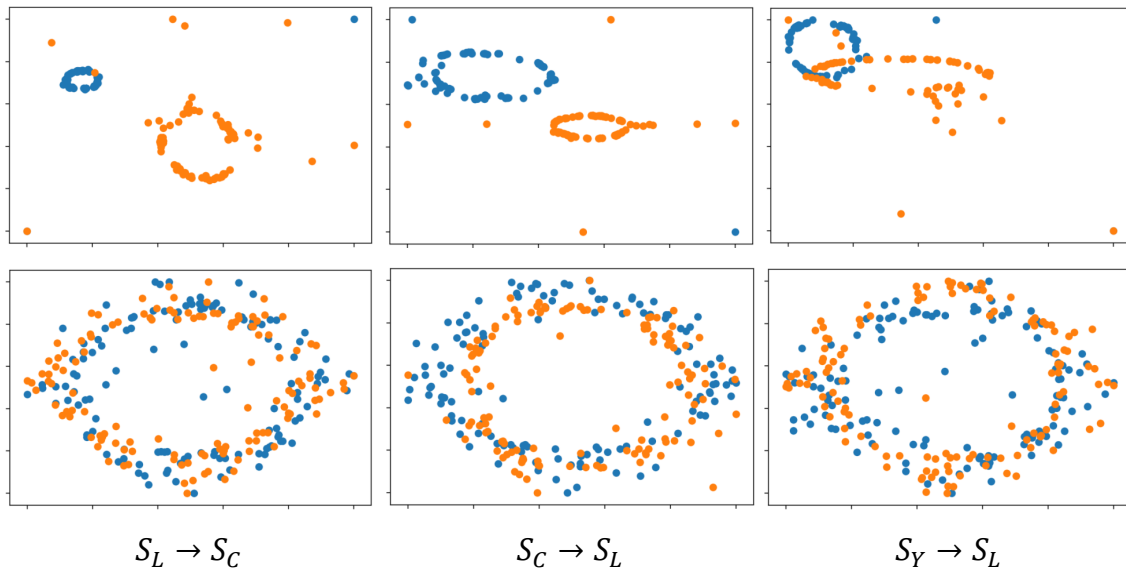 S_L → S_C
S_C → S_L
S_Y → S_L